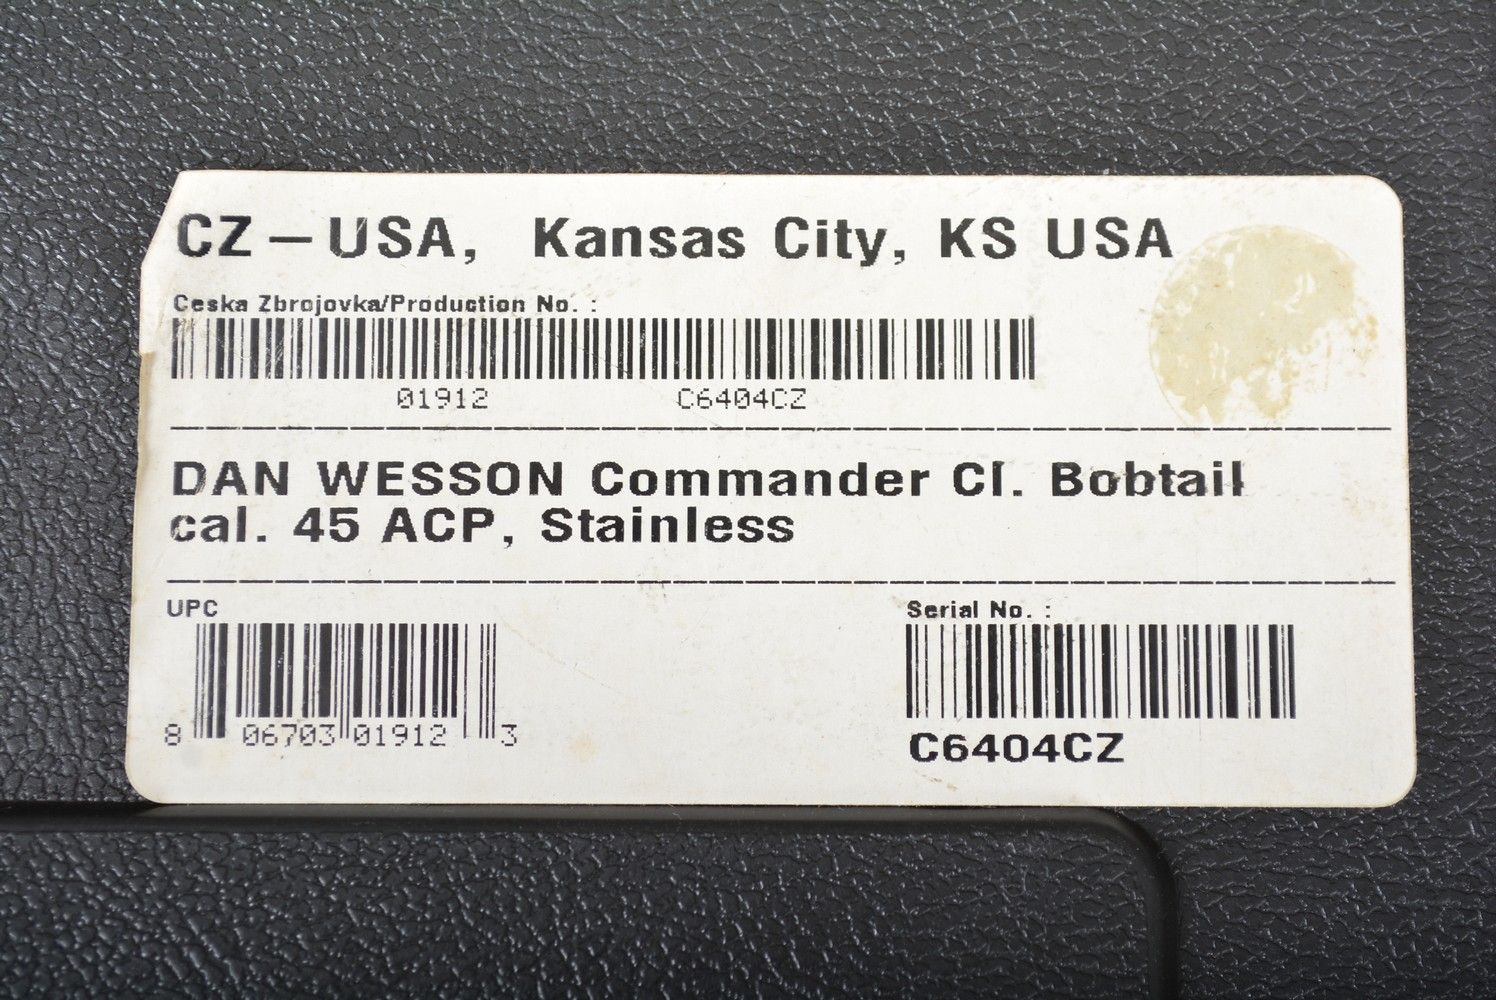 CZ – USA, Kansas City, KS USA
Ceska Zbrojovka/Production No. :
01912 C6404CZ
DAN WESSON Commander Cl. Bobtail
cal. 45 ACP, Stainless
UPC
8 06703 01912 3
Serial No. :
C6404CZ